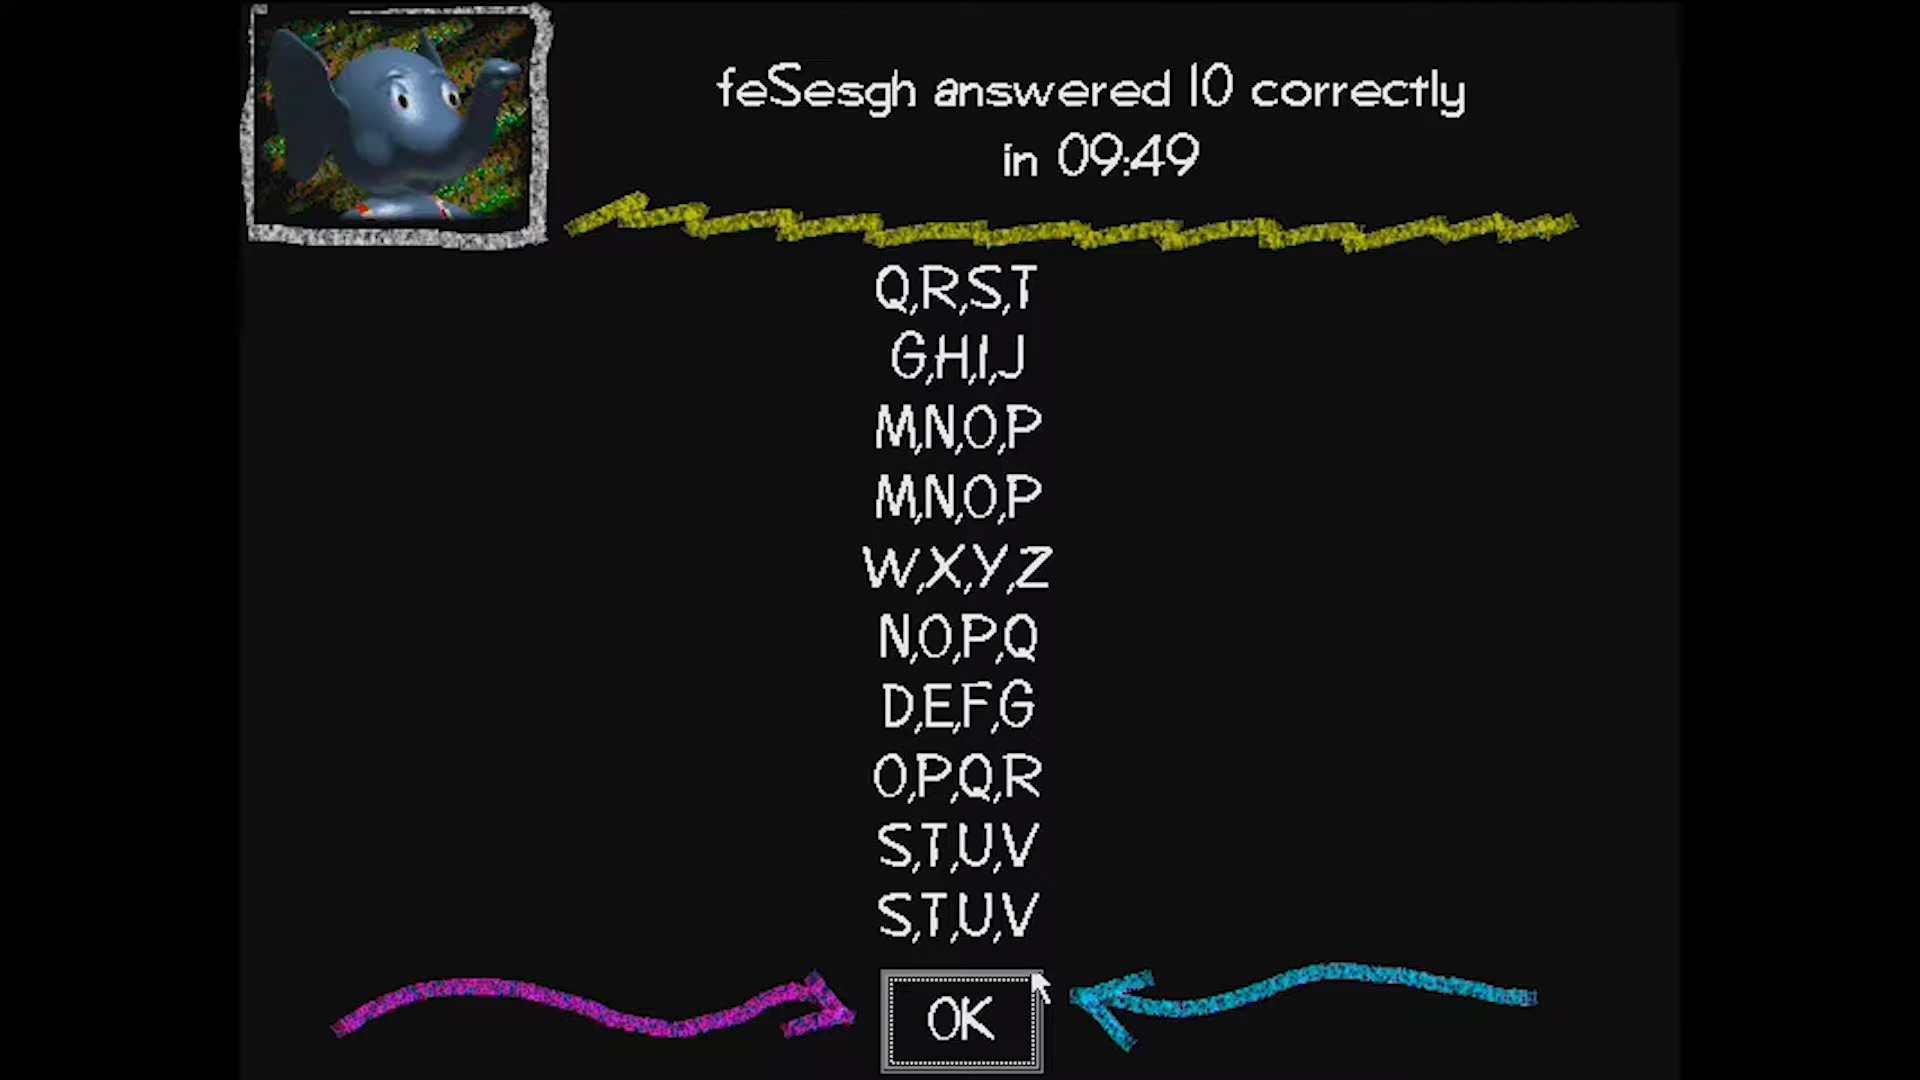 feSesgh answered 10 correctly
in 09:49
Q,R,S,T
G,H,I,J
M,N,O,P
M,N,O,P
W,X,Y,Z
N,O,P,Q
D,E,F,G
O,P,Q,R
S,T,U,V
S,T,U,V
OK